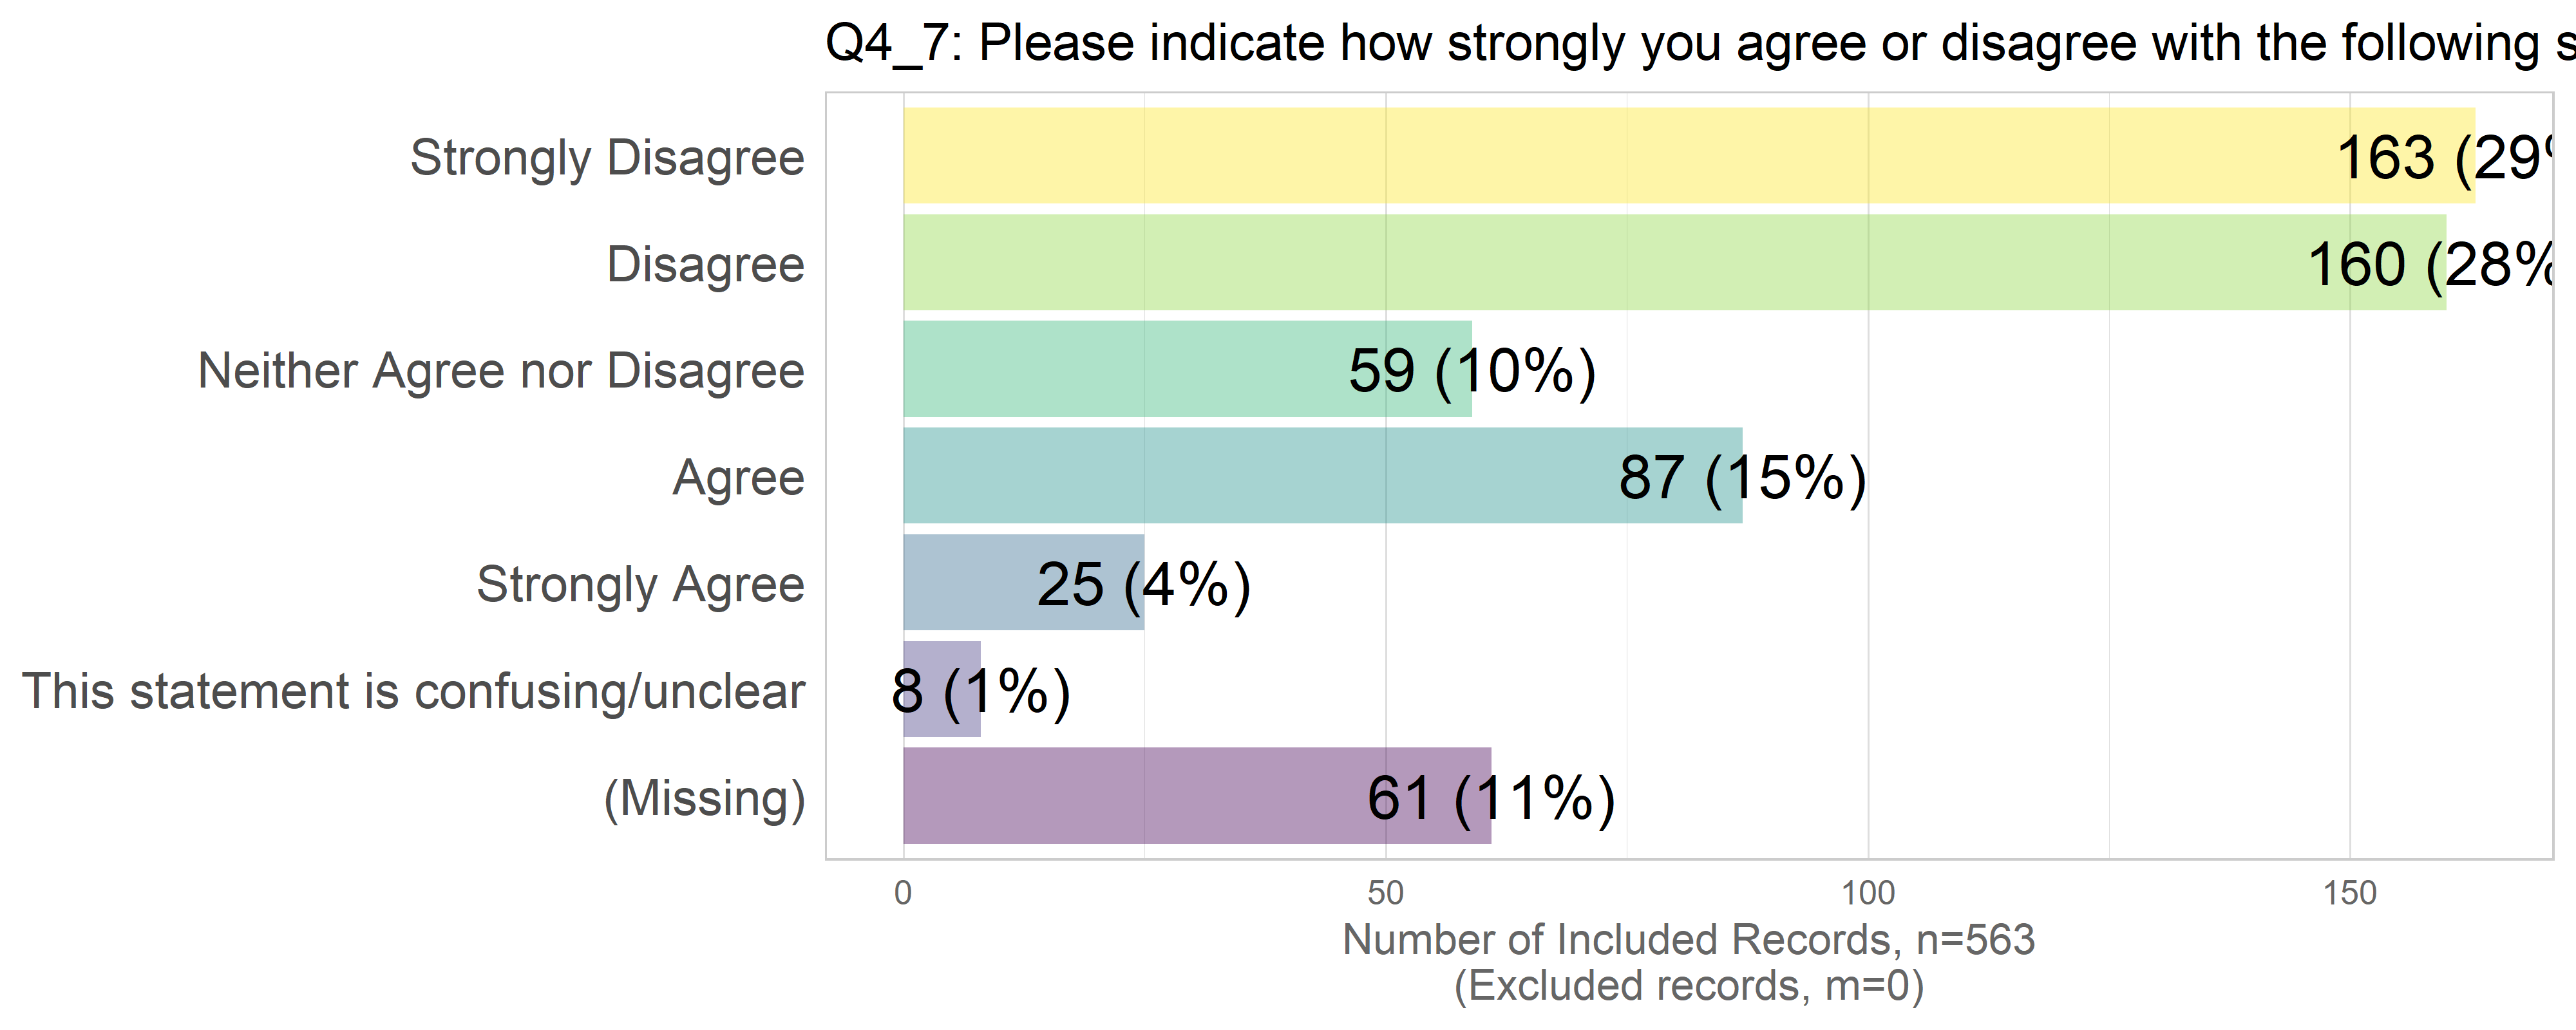 Q4_7: Please indicate how strongly you agree or disagree with the following s
Strongly Disagree 163 (29%
Disagree 160 (28%
Neither Agree nor Disagree 59 (10%)
Agree 87 (15%)
Strongly Agree 25 (4%)
This statement is confusing/unclear 8 (1%)
(Missing) 61 (11%)
0 50 100 150
Number of Included Records, n=563
(Excluded records, m=0)